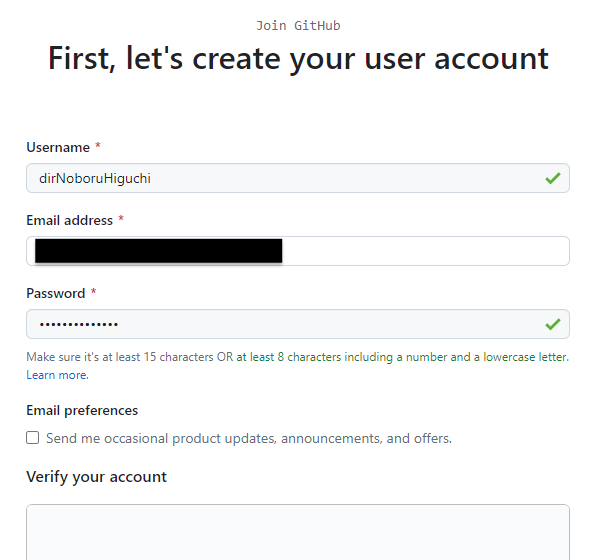 Join GitHub
First, let's create your user account
Username *
dirNoboruHiguchi
Email address *
Password *
••••••••••••••
Make sure it's at least 15 characters OR at least 8 characters including a number and a lowercase letter.
Learn more.
Email preferences
Send me occasional product updates, announcements, and offers.
Verify your account